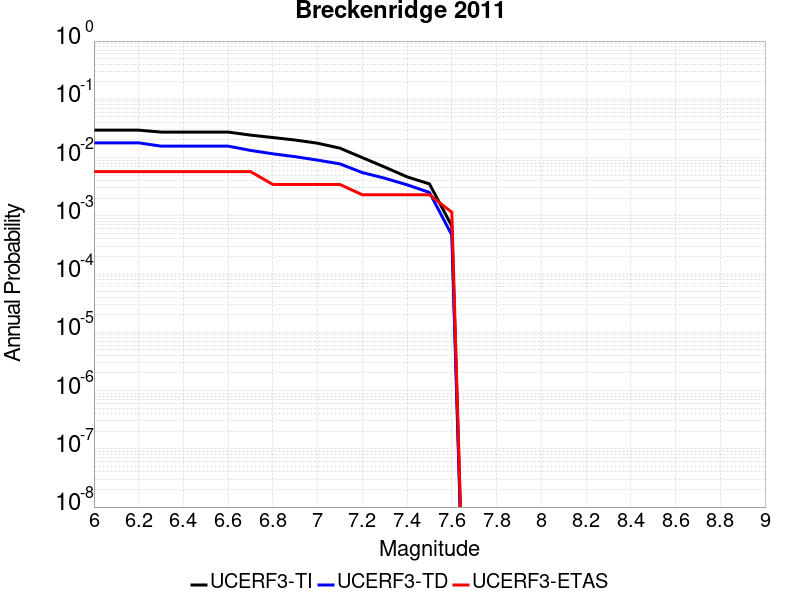 Breckenridge 2011
10^0
10^-1
10^-2
10^-3
10^-4
10^-5
10^-6
10^-7
10^-8
Annual Probability
6 6.2 6.4 6.6 6.8 7 7.2 7.4 7.6 7.8 8 8.2 8.4 8.6 8.8 9
Magnitude
UCERF3-TI UCERF3-TD UCERF3-ETAS